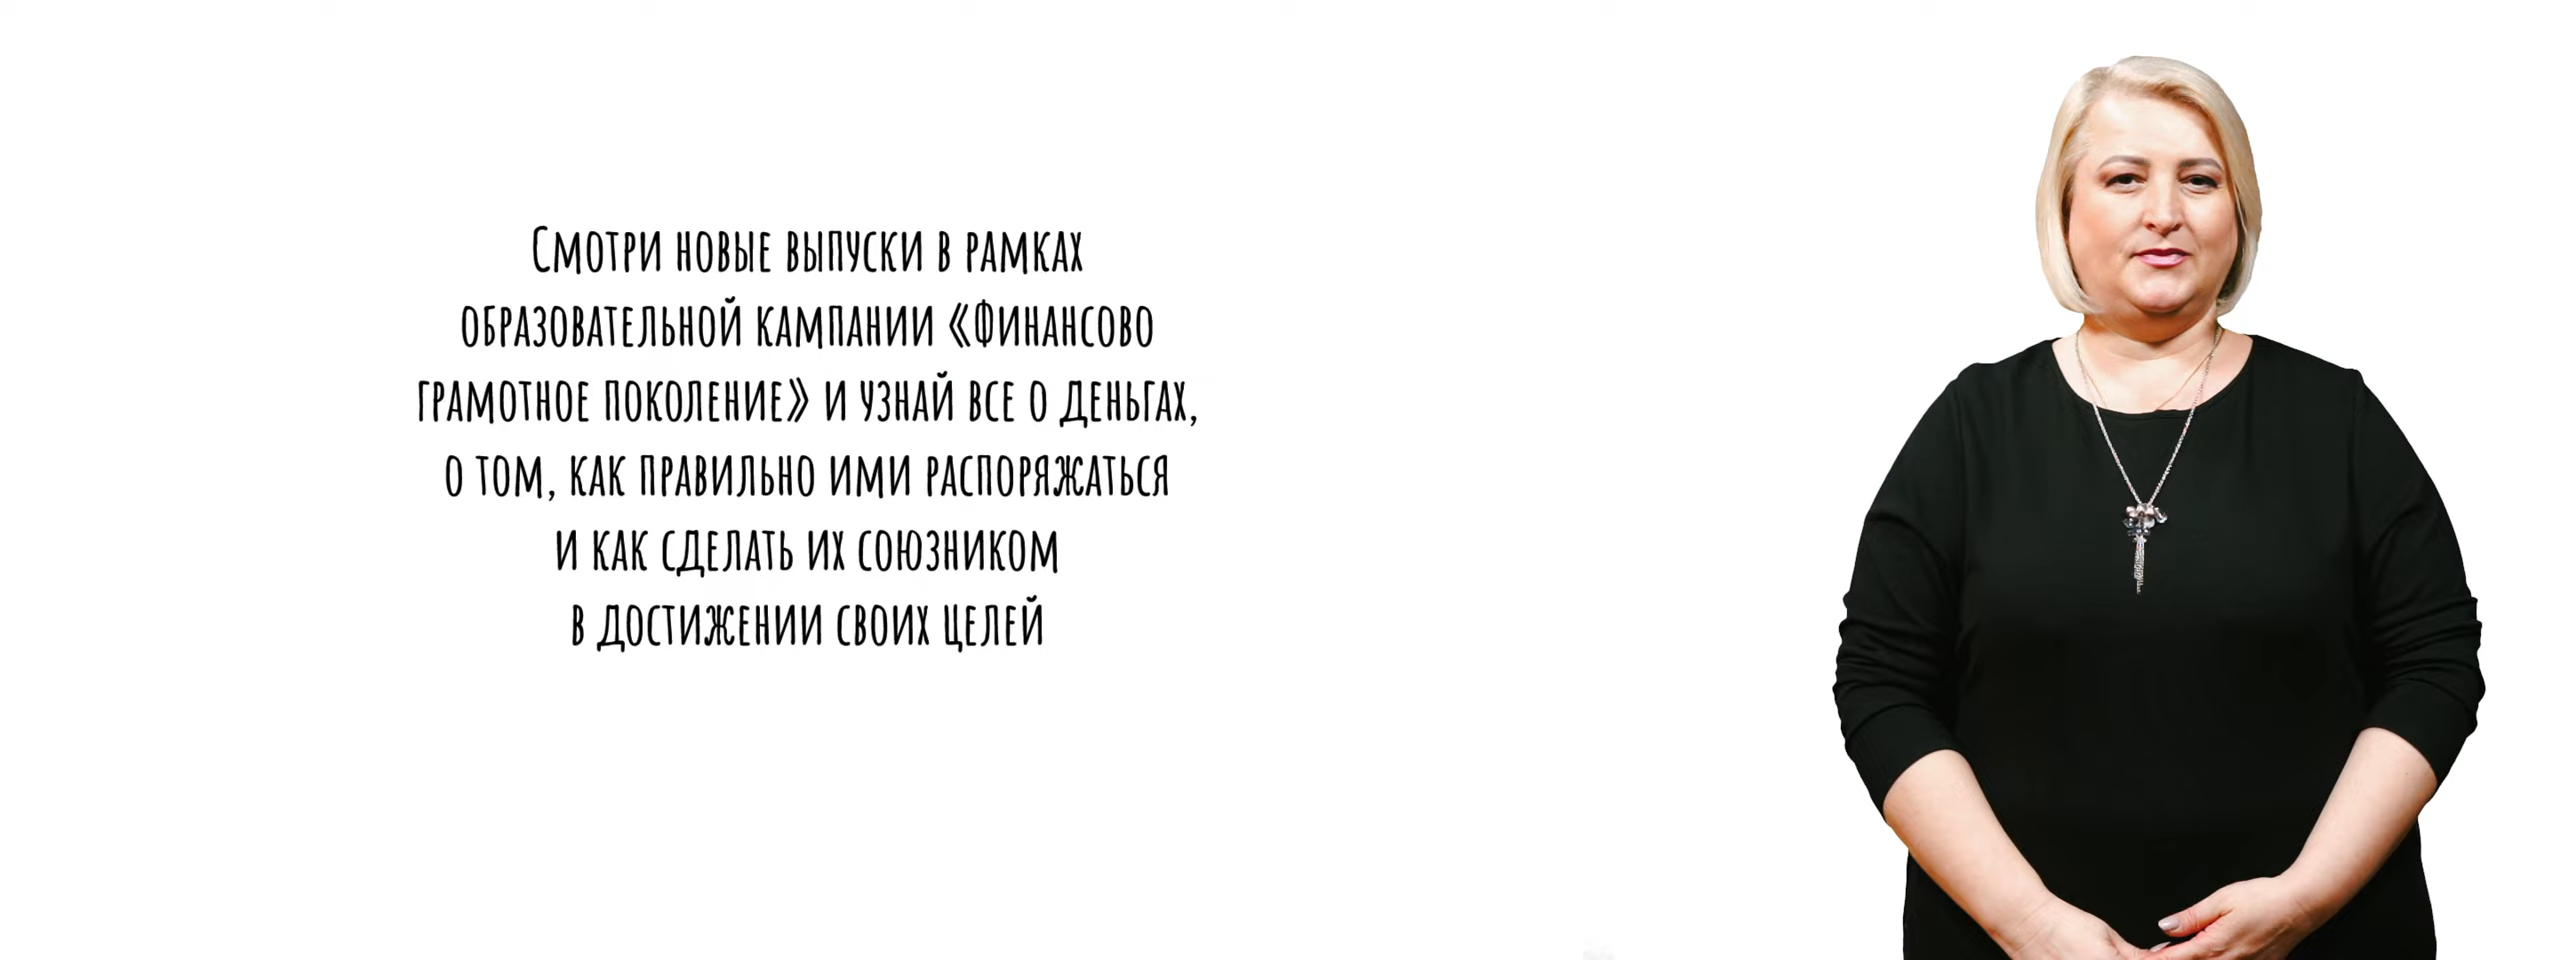 Смотри новые выпуски в рамках
образовательной кампании «Финансово
грамотное поколение» и узнай все о деньгах,
о том, как правильно ими распоряжаться
и как сделать их союзником
в достижении своих целей